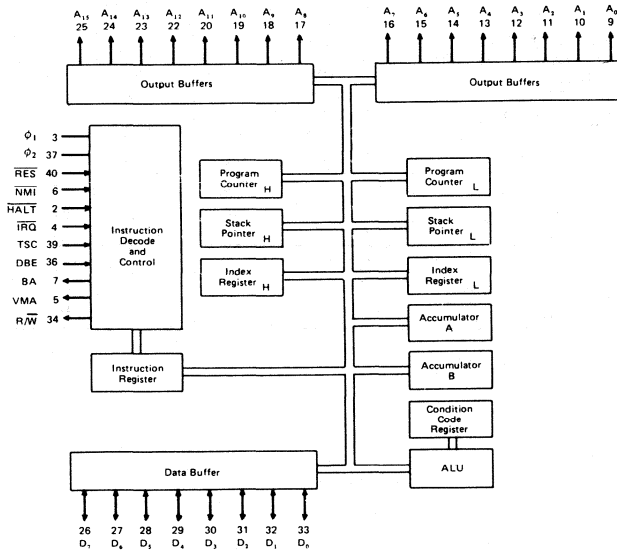 A₁₅ A₁₄ A₁₃ A₁₂ A₁₁ A₁₀ A₉ A₈
25 24 23 22 20 19 18 17
A₇ A₆ A₅ A₄ A₃ A₂ A₁ A₀
16 15 14 13 12 11 10 9
Output Buffers
Output Buffers
ϕ₁ 3
ϕ₂ 37
R̅E̅S̅ 40
N̅M̅I̅ 6
H̅A̅L̅T̅ 2
I̅R̅Q̅ 4
TSC 39
DBE 36
BA 7
VMA 5
R/W̅ 34
Instruction
Decode
and
Control
Program
Counter
H
Program
Counter
L
Stack
Pointer
H
Stack
Pointer
L
Index
Register
H
Index
Register
L
Accumulator
A
Instruction
Register
Accumulator
B
Condition
Code
Register
Data Buffer
ALU
26 27 28 29 30 31 32 33
D₇ D₆ D₅ D₄ D₃ D₂ D₁ D₀